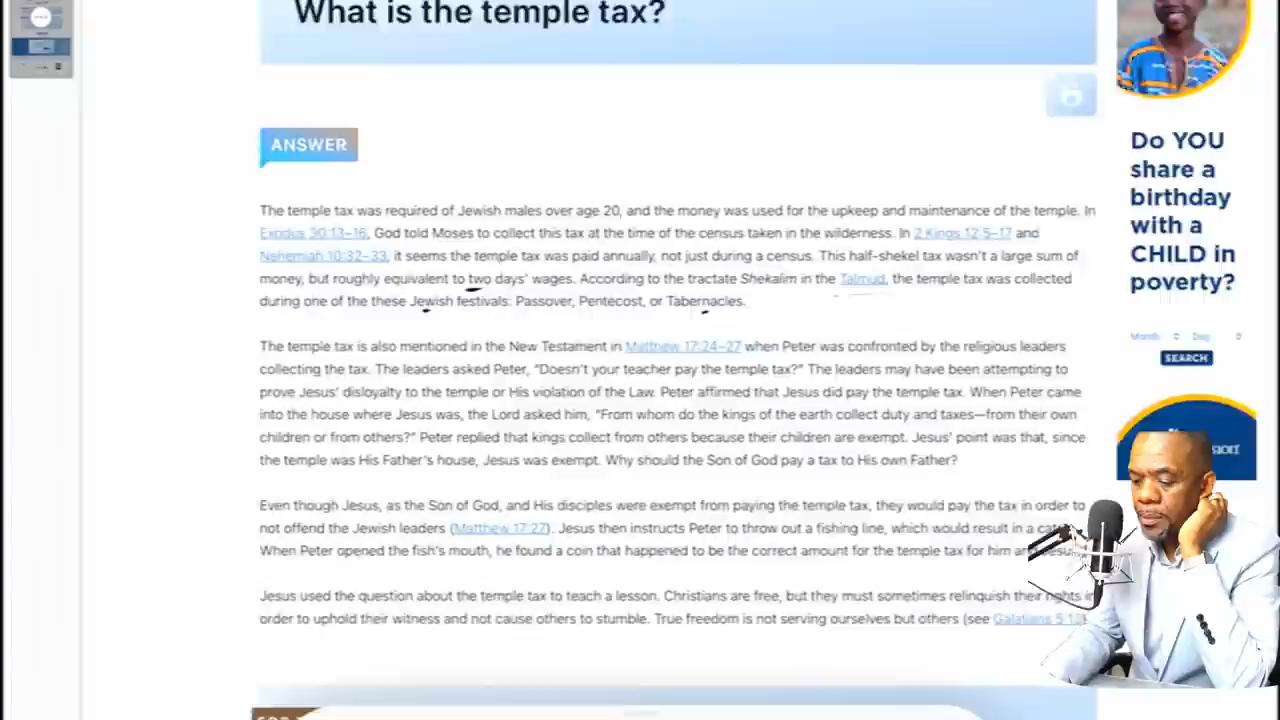 What is the temple tax?
ANSWER
The temple tax was required of Jewish males over age 20, and the money was used for the upkeep and maintenance of the temple. In
Exodus 30:13–16, God told Moses to collect this tax at the time of the census taken in the wilderness. In 2 Kings 12:5–17 and
Nehemiah 10:32–33, it seems the temple tax was paid annually, not just during a census. This half-shekel tax wasn't a large sum of
money, but roughly equivalent to two days' wages. According to the tractate Shekalim in the Talmud, the temple tax was collected
during one of the these Jewish festivals: Passover, Pentecost, or Tabernacles.
The temple tax is also mentioned in the New Testament in Matthew 17:24–27 when Peter was confronted by the religious leaders
collecting the tax. The leaders asked Peter, "Doesn't your teacher pay the temple tax?" The leaders may have been attempting to
prove Jesus' disloyalty to the temple or His violation of the Law. Peter affirmed that Jesus did pay the temple tax. When Peter came
into the house where Jesus was, the Lord asked him, "From whom do the kings of the earth collect duty and taxes—from their own
children or from others?" Peter replied that kings collect from others because their children are exempt. Jesus' point was that, since
the temple was His Father's house, Jesus was exempt. Why should the Son of God pay a tax to His own Father?
Even though Jesus, as the Son of God, and His disciples were exempt from paying the temple tax, they would pay the tax in order to
not offend the Jewish leaders (Matthew 17:27). Jesus then instructs Peter to throw out a fishing line, which would result in a
When Peter opened the fish's mouth, he found a coin that happened to be the correct amount for the temple tax for him and
Jesus used the question about the temple tax to teach a lesson. Christians are free, but they must sometimes relinquish their rights in
order to uphold their witness and not cause others to stumble. True freedom is not serving ourselves but others (see Galatians 5:13)
Do YOU
share a
birthday
with a
CHILD in
poverty?
Month Day
SEARCH